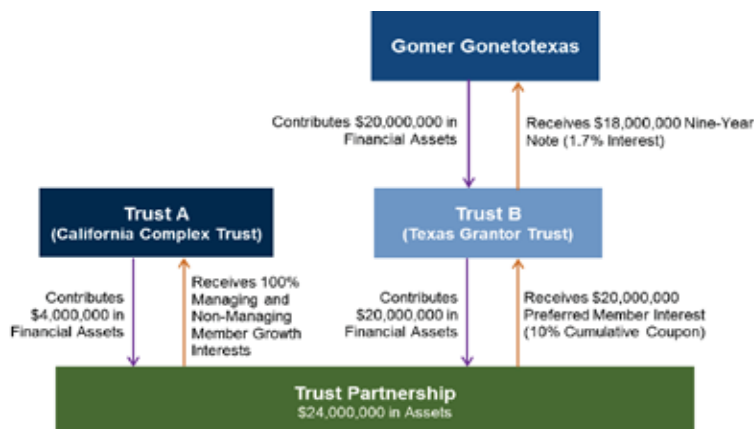 Gomer Gonetotexas
Contributes $20,000,000 in
Financial Assets
Receives $18,000,000 Nine-Year
Note (1.7% Interest)
Trust A
(California Complex Trust)
Trust B
(Texas Grantor Trust)
Contributes
$4,000,000 in
Financial Assets
Receives 100%
Managing and
Non-Managing
Member Growth
Interests
Contributes
$20,000,000 in
Financial Assets
Receives $20,000,000
Preferred Member Interest
(10% Cumulative Coupon)
Trust Partnership
$24,000,000 in Assets